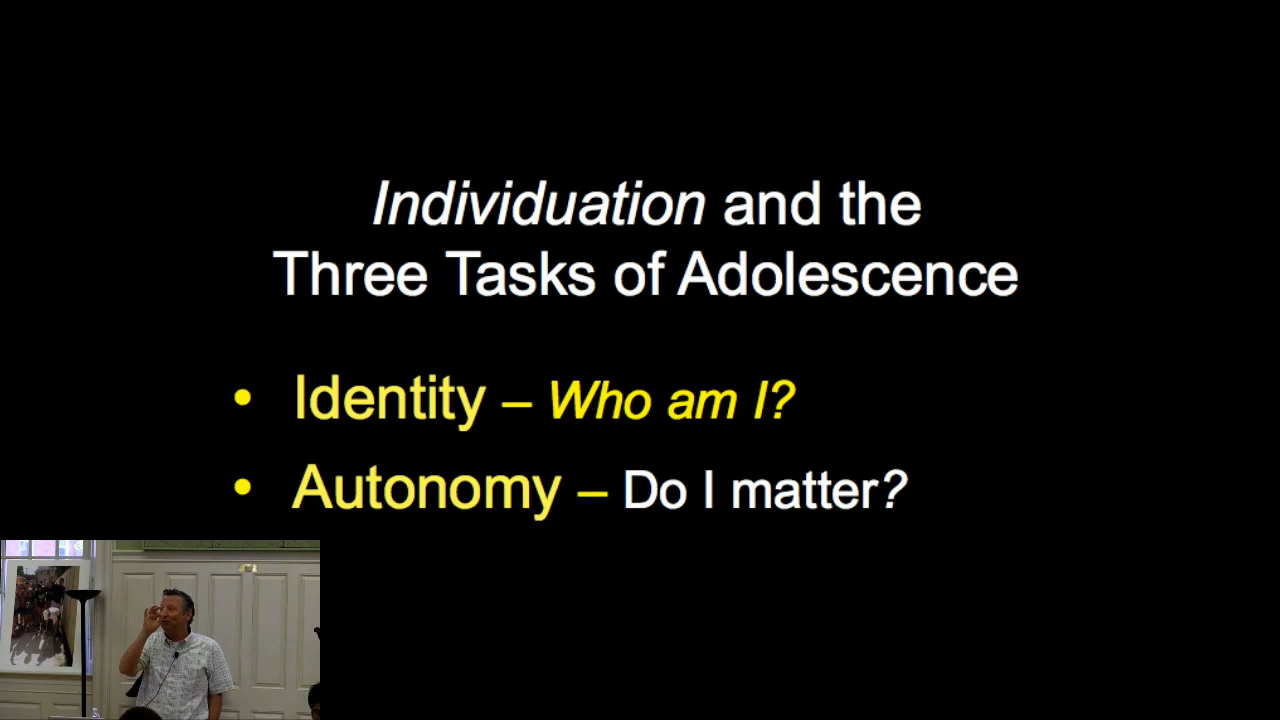 Individuation and the
Three Tasks of Adolescence
• Identity – Who am I?
• Autonomy – Do I matter?